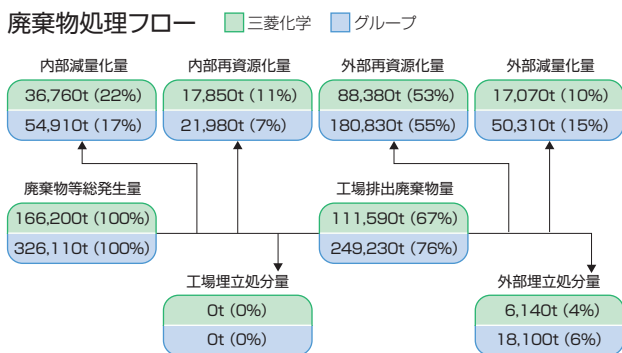 廃棄物処理フロー
三菱化学
グループ
内部減量化量
36,760t (22%)
54,910t (17%)
内部再資源化量
17,850t (11%)
21,980t (7%)
外部再資源化量
88,380t (53%)
180,830t (55%)
外部減量化量
17,070t (10%)
50,310t (15%)
廃棄物等総発生量
166,200t (100%)
326,110t (100%)
工場排出廃棄物量
111,590t (67%)
249,230t (76%)
工場埋立処分量
0t (0%)
0t (0%)
外部埋立処分量
6,140t (4%)
18,100t (6%)